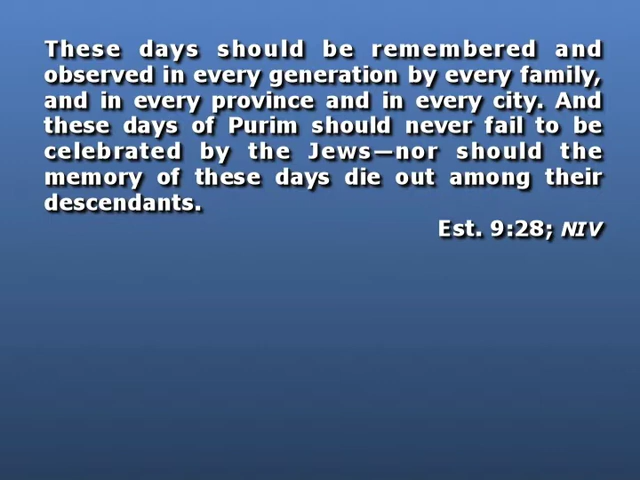 These days should be remembered and
observed in every generation by every family,
and in every province and in every city. And
these days of Purim should never fail to be
celebrated by the Jews—nor should the
memory of these days die out among their
descendants.
Est. 9:28; NIV